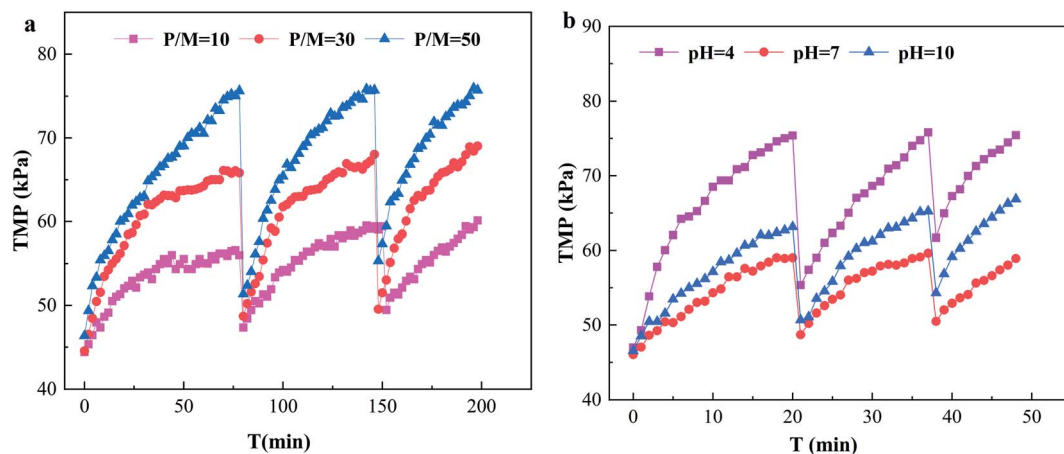 a
P/M=10 P/M=30 P/M=50
TMP (kPa)
80
70
60
50
40
0 50 100 150 200
T(min)
b
pH=4 pH=7 pH=10
TMP (kPa)
90
80
70
60
50
40
0 10 20 30 40 50
T (min)